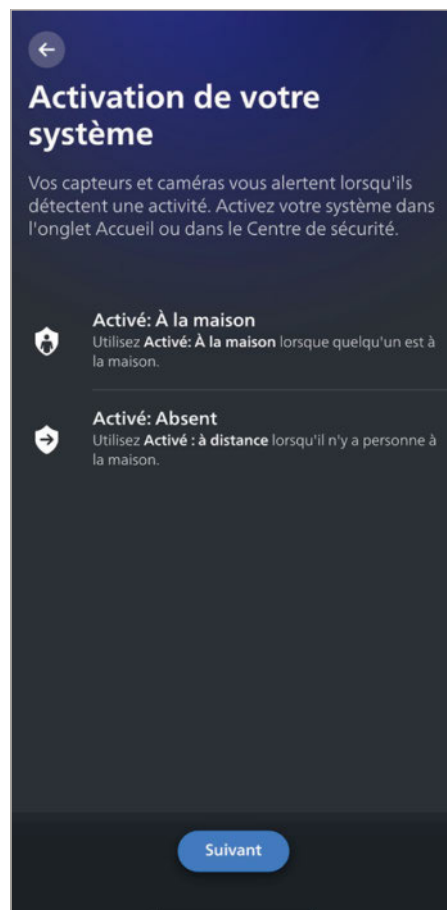 Activation de votre
système
Vos capteurs et caméras vous alertent lorsqu'ils
détectent une activité. Activez votre système dans
l'onglet Accueil ou dans le Centre de sécurité.
Activé: À la maison
Utilisez Activé: À la maison lorsque quelqu'un est à
la maison.
Activé: Absent
Utilisez Activé : à distance lorsqu'il n'y a personne à
la maison.
Suivant